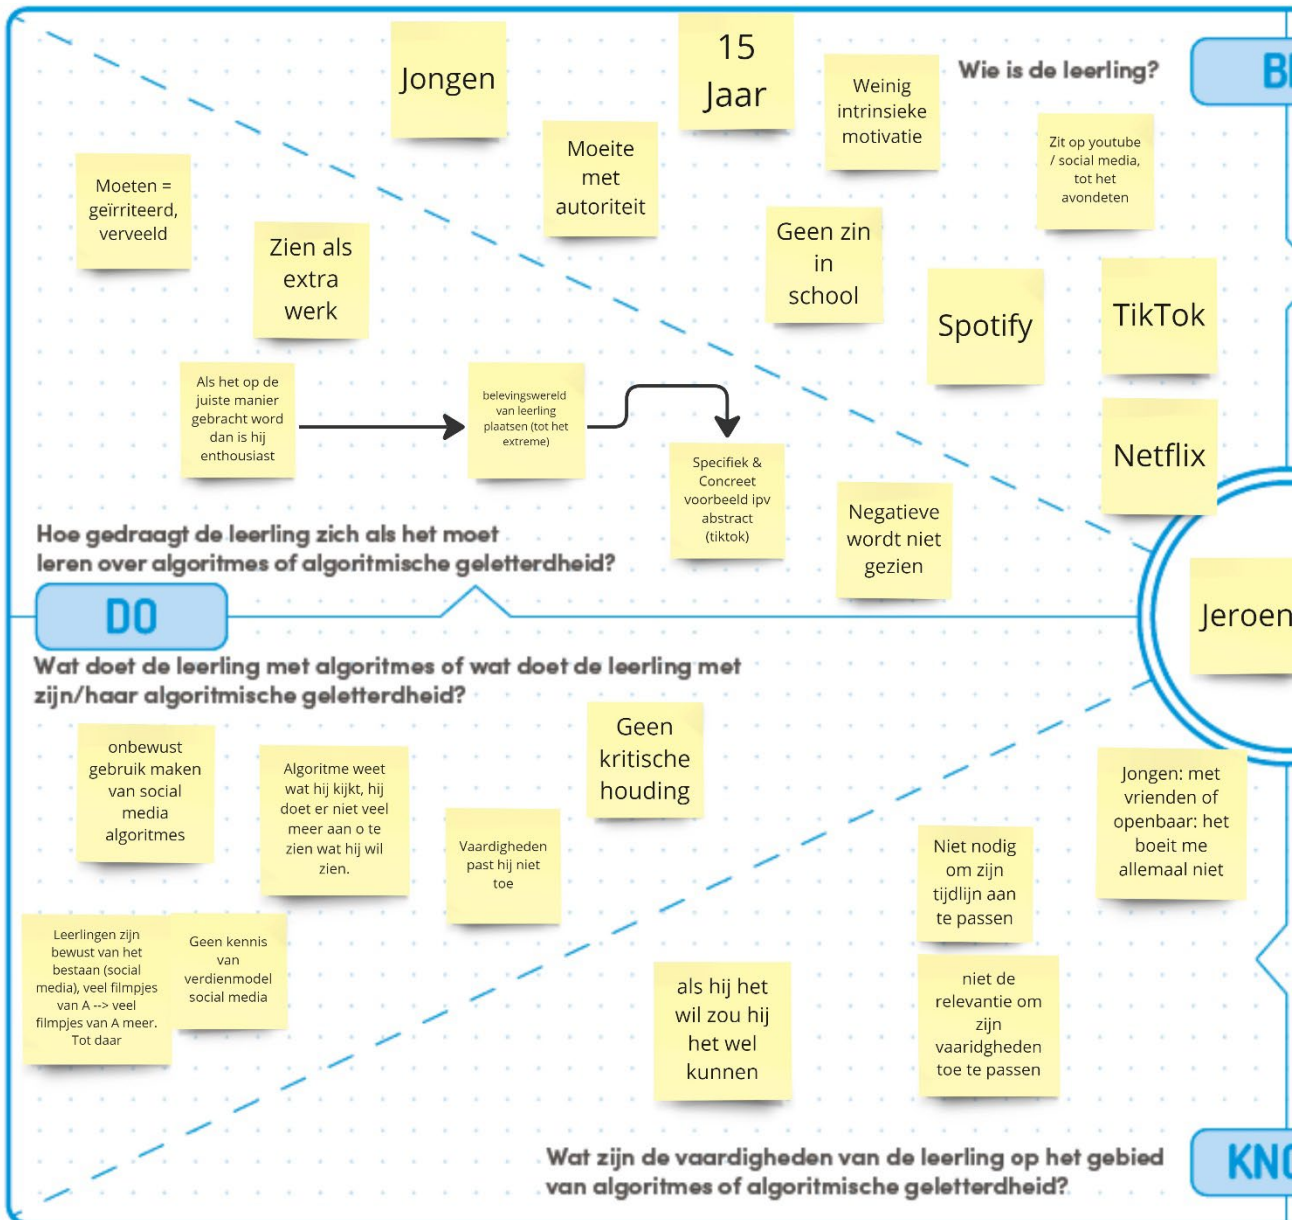 Jongen
15
Jaar
Weinig
intrinsieke
motivatie
Wie is de leerling?
Zit op youtube
/ social media,
tot het
avondeten
Moeite
met
autoriteit
Moeten =
geïrriteerd,
verveeld
Zien als
extra
werk
Geen zin
in
school
Spotify
TikTok
Netflix
Als het op de
juiste manier
gebracht word
dan is hij
enthousiast
belevingswereld
van leerling
plaatsen (tot het
extreme)
Specifiek &
Concreet
voorbeeld ipv
abstract
(tiktok)
Negatieve
wordt niet
gezien
Hoe gedraagt de leerling zich als het moet
leren over algoritmes of algoritmische geletterdheid?
DO
Jeroen
Wat doet de leerling met algoritmes of wat doet de leerling met
zijn/haar algoritmische geletterdheid?
onbewust
gebruik maken
van social
media
algoritmes
Algoritme weet
wat hij kijkt, hij
doet er niet veel
meer aan o te
zien wat hij wil
zien.
Vaardigheden
past hij niet
toe
Geen
kritische
houding
Leerlingen zijn
bewust van het
bestaan (social
media), veel filmpjes
van A --> veel
filmpjes van A meer.
Tot daar
Geen kennis
van
verdienmodel
social media
Jongen: met
vrienden of
openbaar: het
boeit me
allemaal niet
Niet nodig
om zijn
tijdlijn aan
te passen
als hij het
wil zou hij
het wel
kunnen
niet de
relevantie om
zijn
vaaridgheden
toe te passen
Wat zijn de vaardigheden van de leerling op het gebied
van algoritmes of algoritmische geletterdheid?